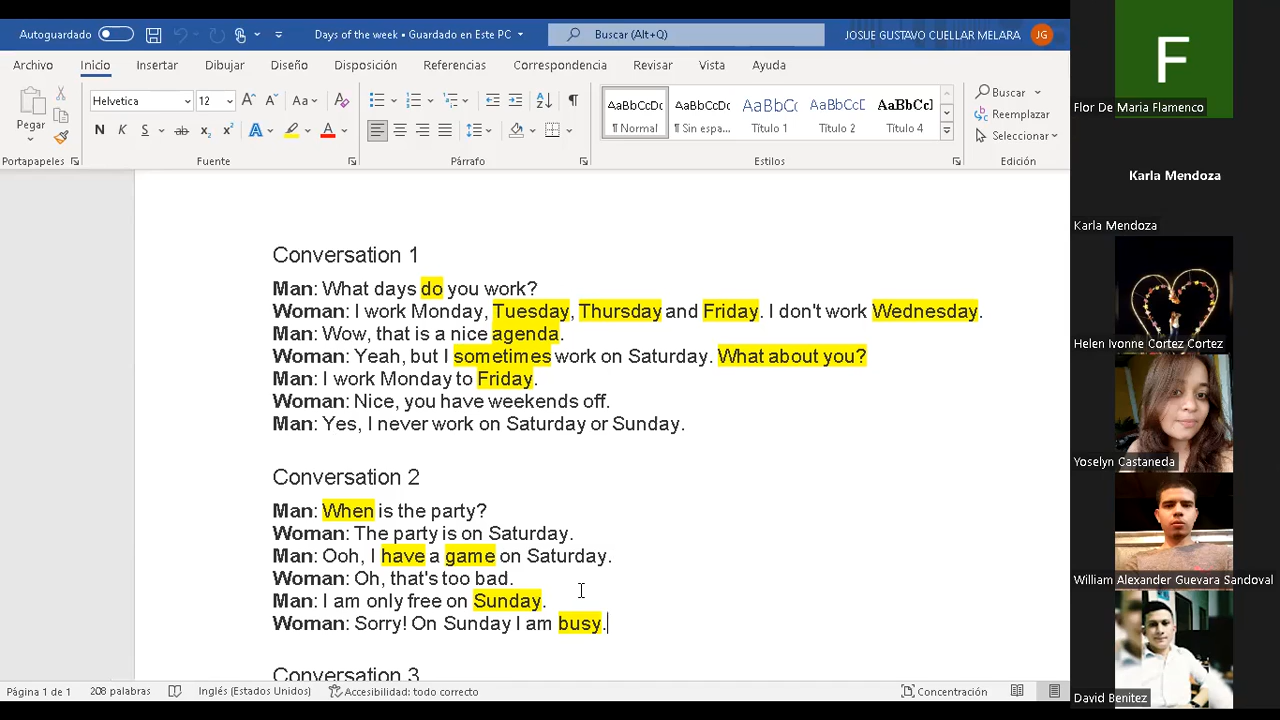 Autoguardado
Days of the week • Guardado en Este PC
Buscar (Alt+Q)
JOSUE GUSTAVO CUELLAR MELARA
JG
Archivo Inicio Insertar Dibujar Diseño Disposición Referencias Correspondencia Revisar Vista Ayuda
Pegar
Helvetica
12
Aa
N K S ab x₂ x² A A
AaBbCcDc
¶ Normal
AaBbCcDc
¶ Sin espa...
AaBbCc
Título 1
AaBbCcD
Título 2
AaBbCc
Título 4
Buscar
Reemplazar
Seleccionar
Portapapeles
Fuente
Párrafo
Estilos
Edición
Conversation 1
Man: What days do you work?
Woman: I work Monday, Tuesday, Thursday and Friday. I don't work Wednesday.
Man: Wow, that is a nice agenda.
Woman: Yeah, but I sometimes work on Saturday. What about you?
Man: I work Monday to Friday.
Woman: Nice, you have weekends off.
Man: Yes, I never work on Saturday or Sunday.
Conversation 2
Man: When is the party?
Woman: The party is on Saturday.
Man: Ooh, I have a game on Saturday.
Woman: Oh, that's too bad.
Man: I am only free on Sunday.
Woman: Sorry! On Sunday I am busy.
Conversation 3
Página 1 de 1
208 palabras
Inglés (Estados Unidos)
Accesibilidad: todo correcto
Concentración
F
Flor De Maria Flamenco
Karla Mendoza
Karla Mendoza
Helen Ivonne Cortez Cortez
Yoselyn Castaneda
William Alexander Guevara Sandoval
David Benitez